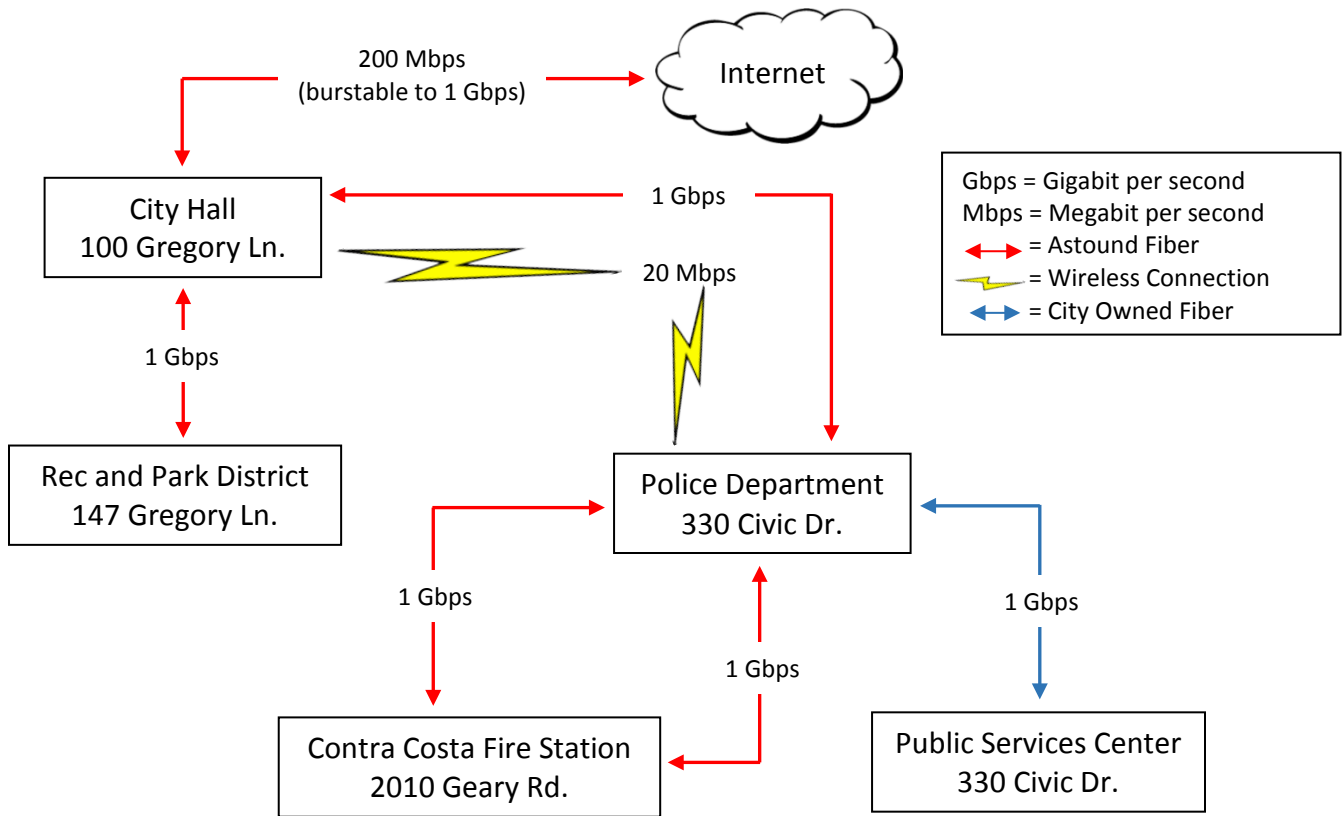 200 Mbps
(burstable to 1 Gbps)
Internet
City Hall
100 Gregory Ln.
1 Gbps
20 Mbps
Gbps = Gigabit per second
Mbps = Megabit per second
= Astound Fiber
= Wireless Connection
= City Owned Fiber
1 Gbps
Rec and Park District
147 Gregory Ln.
Police Department
330 Civic Dr.
1 Gbps
1 Gbps
1 Gbps
Contra Costa Fire Station
2010 Geary Rd.
Public Services Center
330 Civic Dr.